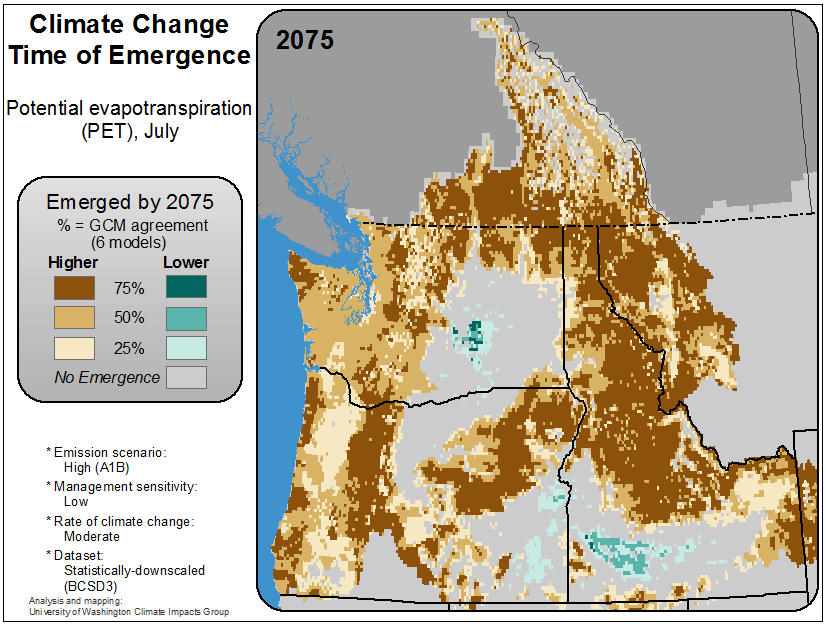 Climate Change
Time of Emergence
Potential evapotranspiration
(PET), July
2075
Emerged by 2075
% = GCM agreement
(6 models)
Higher Lower
75%
50%
25%
No Emergence
* Emission scenario:
High (A1B)
* Management sensitivity:
Low
* Rate of climate change:
Moderate
* Dataset:
Statistically-downscaled
(BCSD3)
Analysis and mapping:
University of Washington Climate Impacts Group